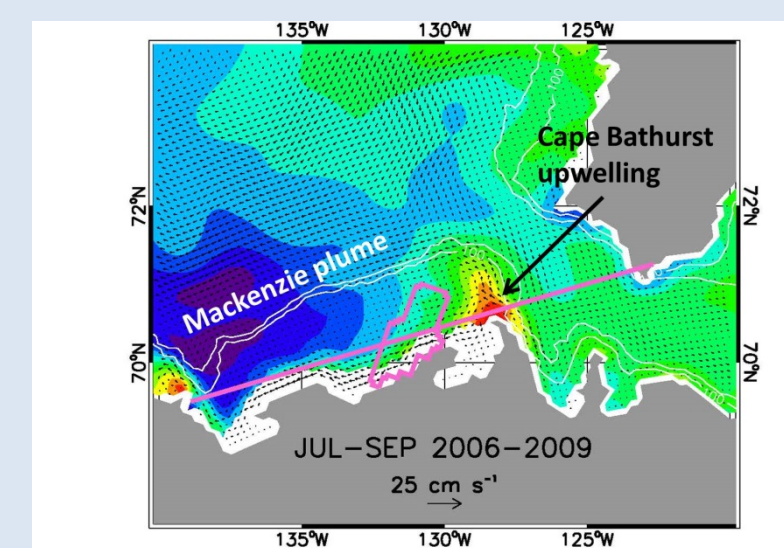 135°W 130°W 125°W
100
Cape Bathurst
upwelling
72°N 72°N
Mackenzie plume
70°N 70°N
JUL–SEP 2006–2009
25 cm s⁻¹
135°W 130°W 125°W